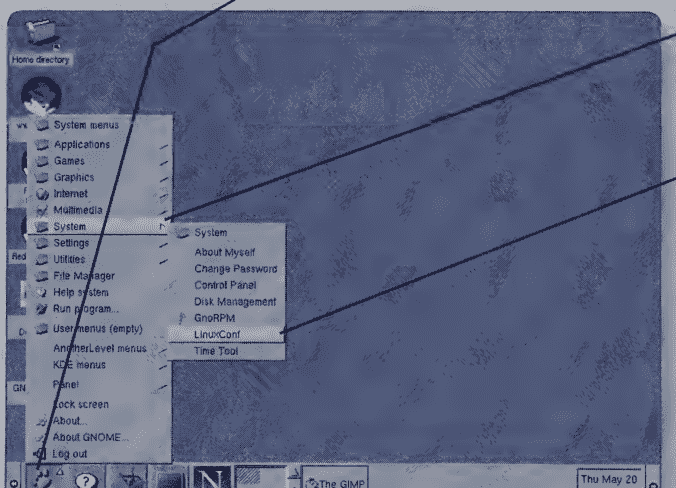 Home directory
System menus
Applications
Games
Graphics
Internet
Multimedia
System
Settings
Utilities
File Manager
Help system
Run program...
User menus (empty)
AnotherLevel menus
KDE menus
Panel
Lock screen
About...
About GNOME...
Log out
System
About Myself
Change Password
Control Panel
Disk Management
GnoRPM
LinuxConf
Time Tool
Red
GN
?
N
The GIMP
Thu May 20